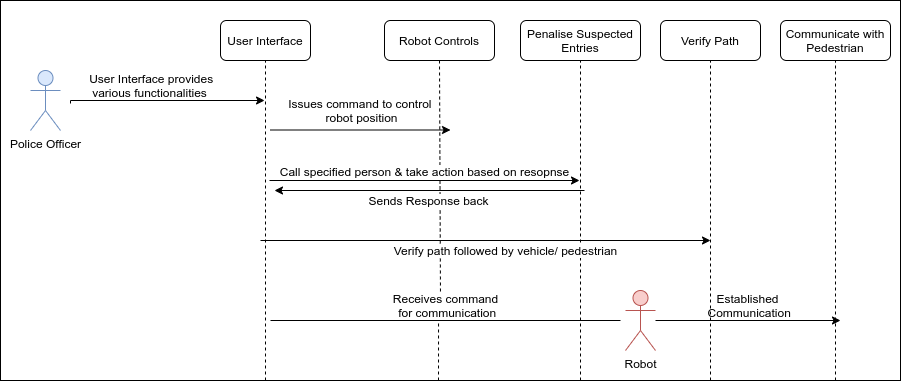 User Interface
Robot Controls
Penalise Suspected
Entries
Verify Path
Communicate with
Pedestrian
User Interface provides
various functionalities
Police Officer
Issues command to control
robot position
Call specified person & take action based on resopnse
Sends Response back
Verify path followed by vehicle/ pedestrian
Receives command
for communication
Established
Communication
Robot